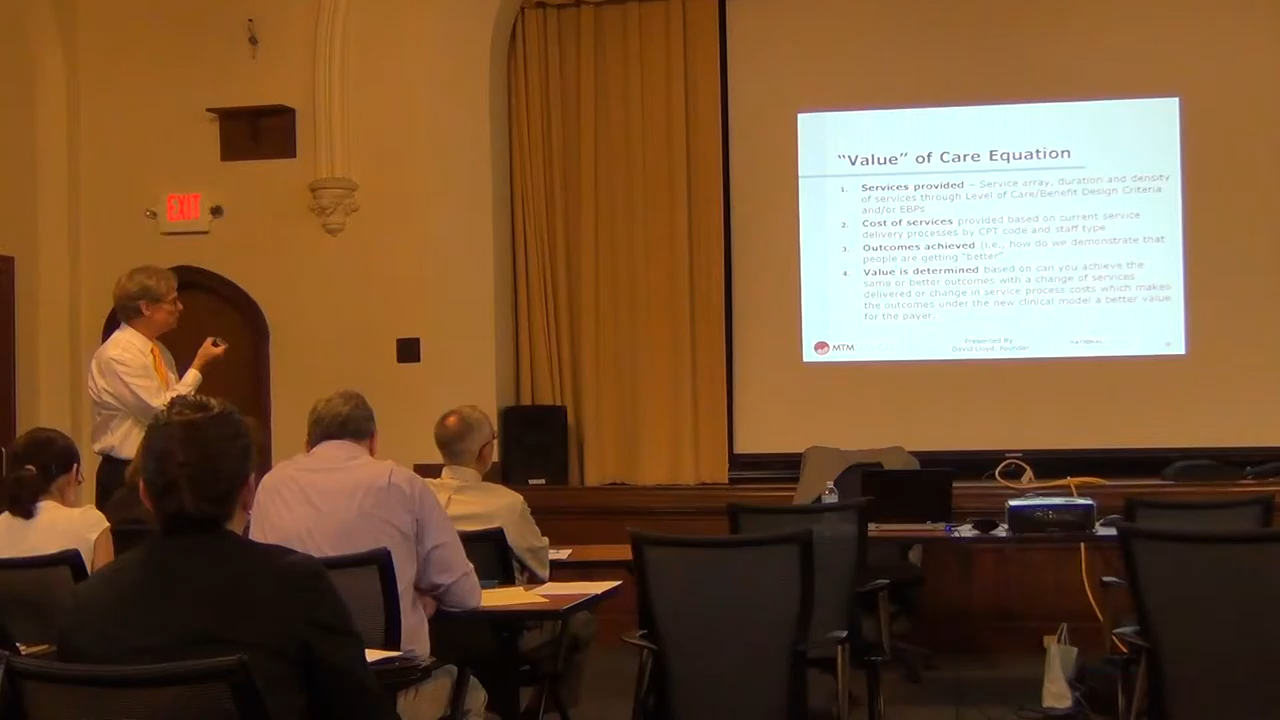 EXIT
"Value" of Care Equation
1. Services provided – Service array, duration and density
of services through Level of Care/Benefit Design Criteria
and/or EBPs
2. Cost of services provided based on current service
delivery processes by CPT code and staff type
3. Outcomes achieved (i.e., how do we demonstrate that
people are getting "better"
4. Value is determined based on can you achieve the
same or better outcomes with a change of services
delivered or change in service process costs which makes
the outcomes under the new clinical model a better value
for the payer.
MTM
Presented By
David Lloyd, Founder
NATIONAL